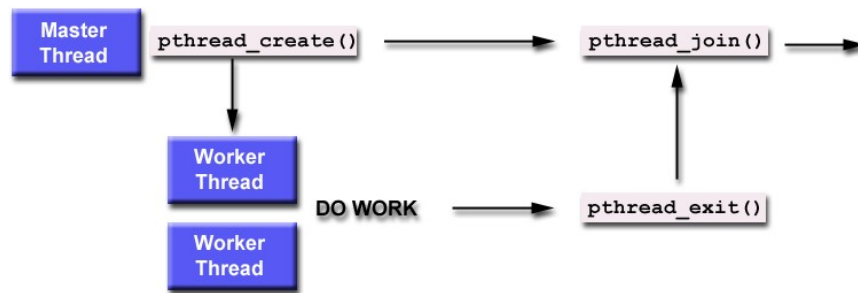 Master
Thread
pthread_create()
pthread_join()
Worker
Thread
DO WORK
pthread_exit()
Worker
Thread